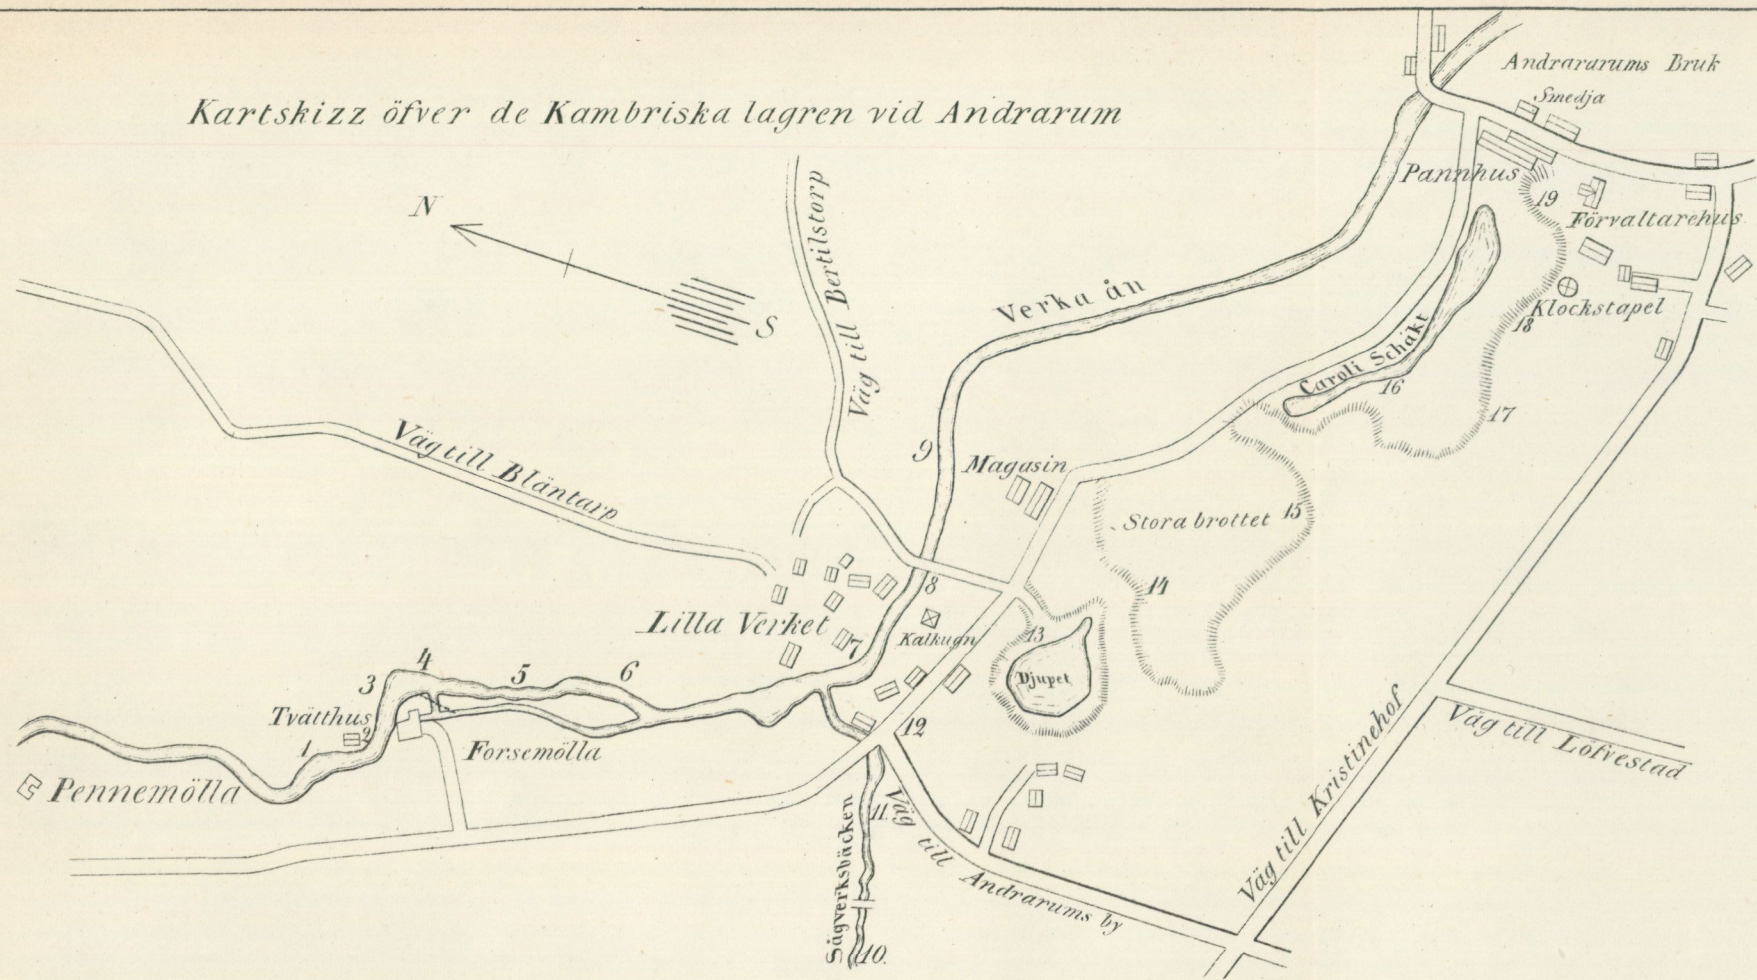 Andrararums Bruk
Smedja
Kartskizz öfver de Kambriska lagren vid Andrarum
Pannhus
19
N
Förvaltarehus
Väg till Bertilstorp
Verka ån
Klockstapel
18
S
Caroli Schakt
16
17
Väg till Bläntarp
9
Magasin
Stora brottet
15
14
8
Lilla Verket
7
Kalkugn
13
Djupet
3
4
5
6
Tvätthus
2
1
Forsemölla
12
Pennemölla
Väg till Löfvestad
Väg till Kristinehof
11.
Väg till Andrarums by
Sågverksbäcken
10.